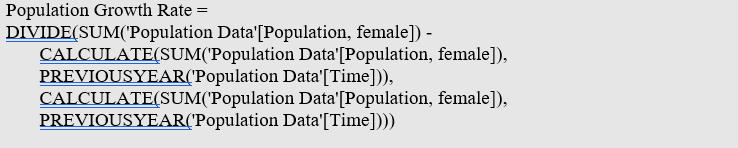 Population Growth Rate =
DIVIDE(SUM('Population Data'[Population, female]) -
CALCULATE(SUM('Population Data'[Population, female]),
PREVIOUSYEAR('Population Data'[Time])),
CALCULATE(SUM('Population Data'[Population, female]),
PREVIOUSYEAR('Population Data'[Time])))